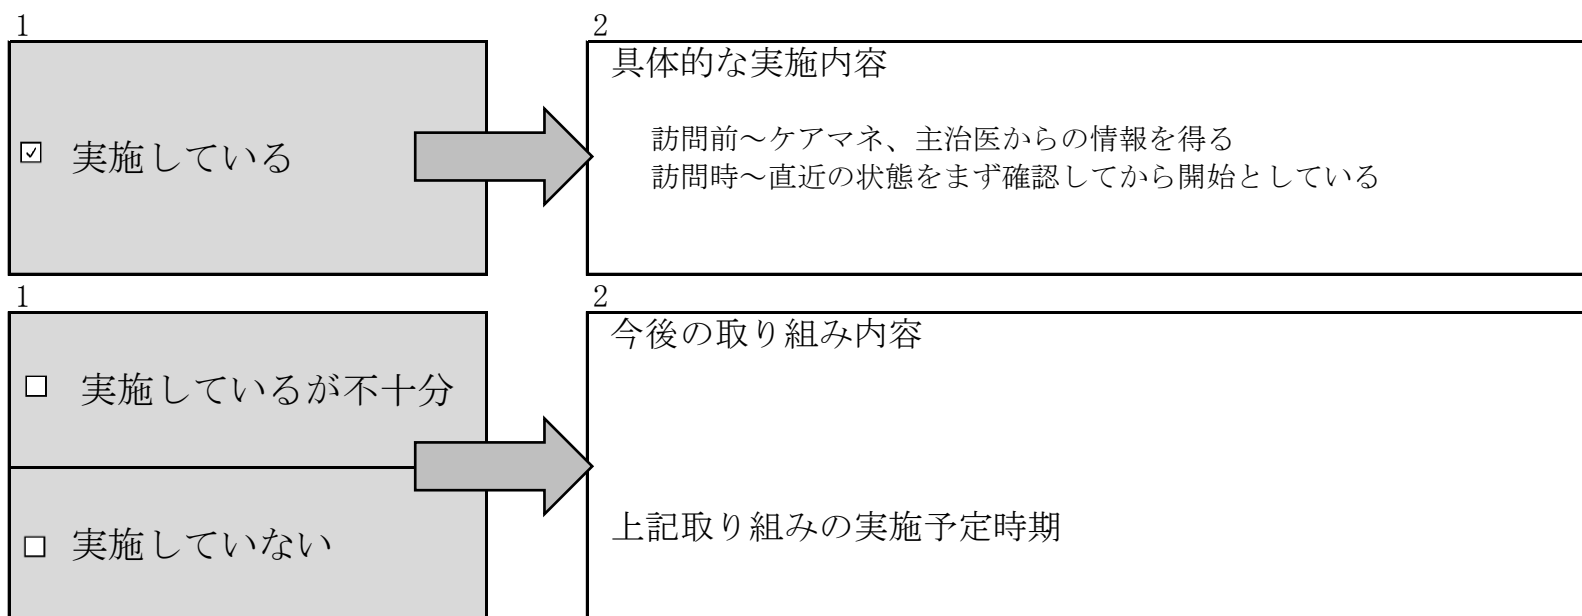 1
2
☑ 実施している
具体的な実施内容
訪問前～ケアマネ、主治医からの情報を得る
訪問時～直近の状態をまず確認してから開始としている
1
2
□ 実施しているが不十分
□ 実施していない
今後の取り組み内容
上記取り組みの実施予定時期